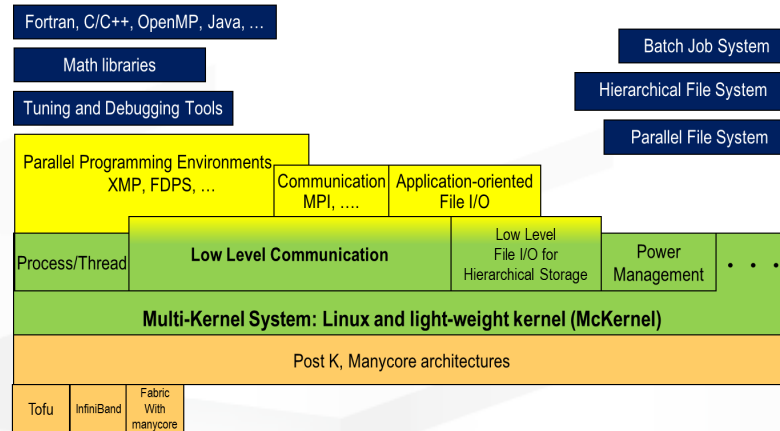 Fortran, C/C++, OpenMP, Java, …
Math libraries
Tuning and Debugging Tools
Batch Job System
Hierarchical File System
Parallel File System
Parallel Programming Environments
XMP, FDPS, …
Communication
MPI, ….
Application-oriented
File I/O
Process/Thread
Low Level Communication
Low Level
File I/O for
Hierarchical Storage
Power
Management
. . .
Multi-Kernel System: Linux and light-weight kernel (McKernel)
Post K, Manycore architectures
Tofu
InfiniBand
Fabric
With
manycore